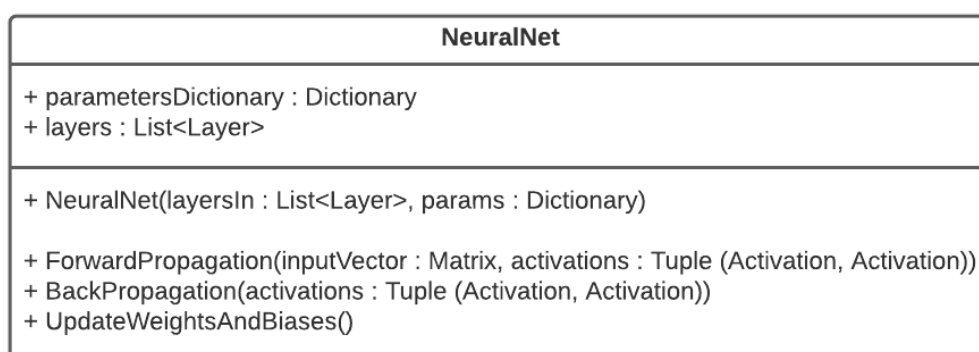 NeuralNet
+ parametersDictionary : Dictionary
+ layers : List<Layer>
+ NeuralNet(layersIn : List<Layer>, params : Dictionary)
+ ForwardPropagation(inputVector : Matrix, activations : Tuple (Activation, Activation))
+ BackPropagation(activations : Tuple (Activation, Activation))
+ UpdateWeightsAndBiases()